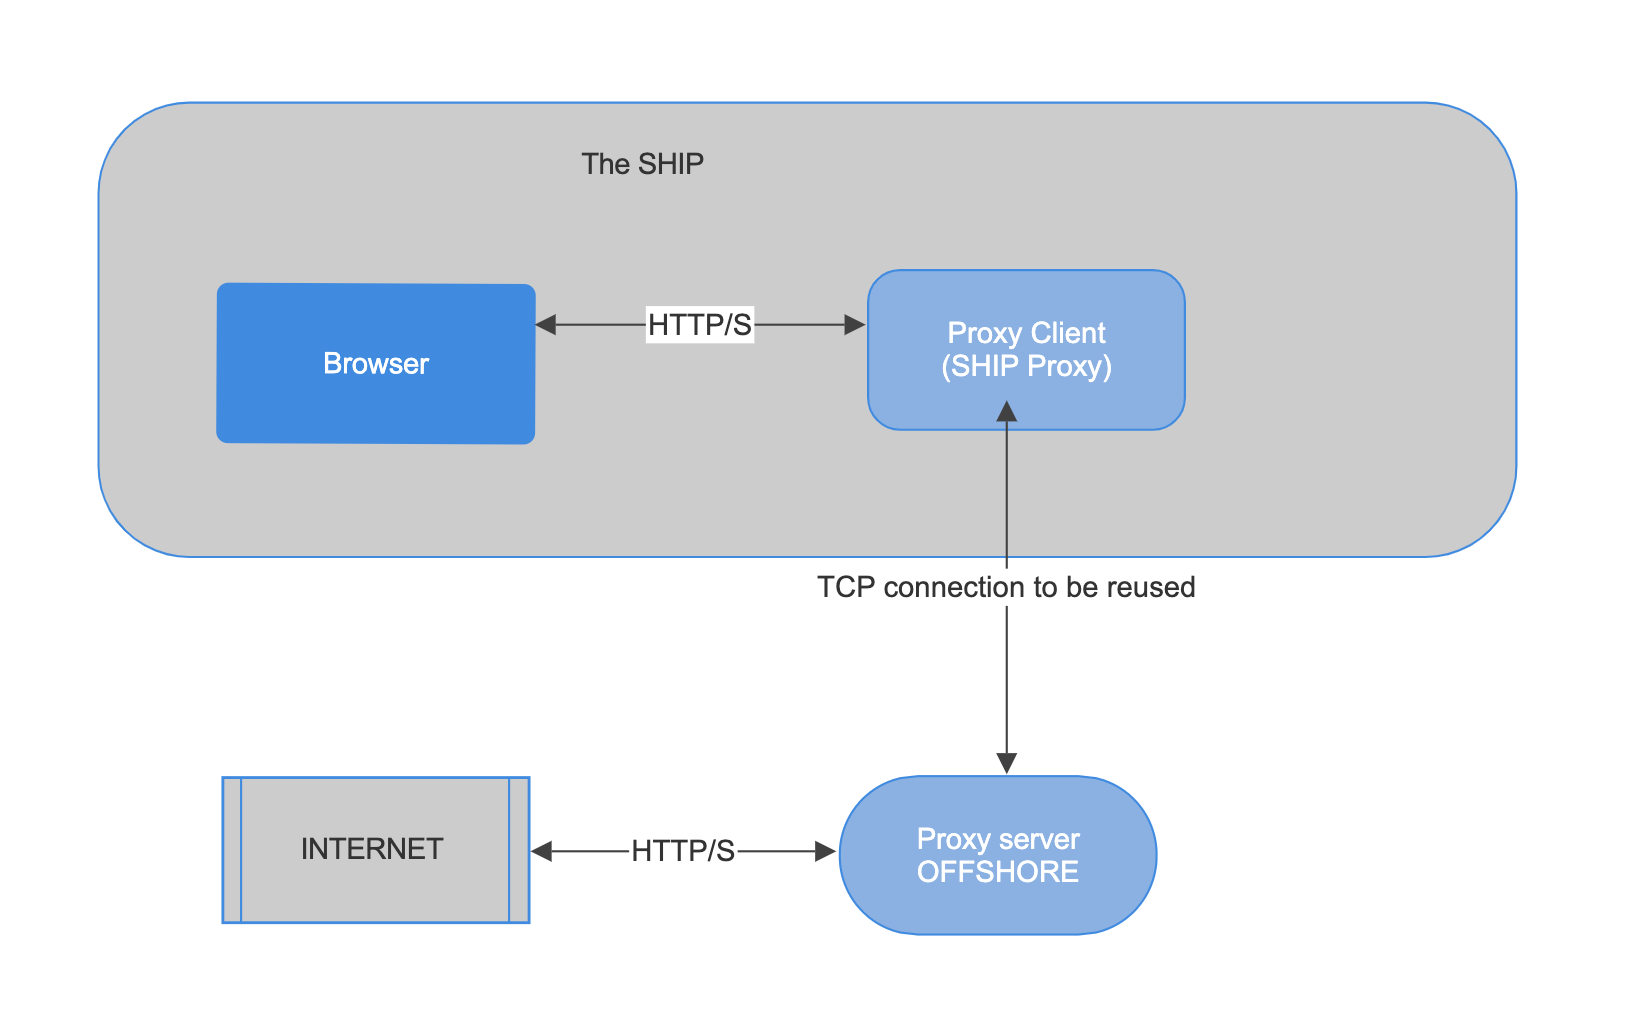 The SHIP
Browser
HTTP/S
Proxy Client
(SHIP Proxy)
TCP connection to be reused
INTERNET
HTTP/S
Proxy server
OFFSHORE